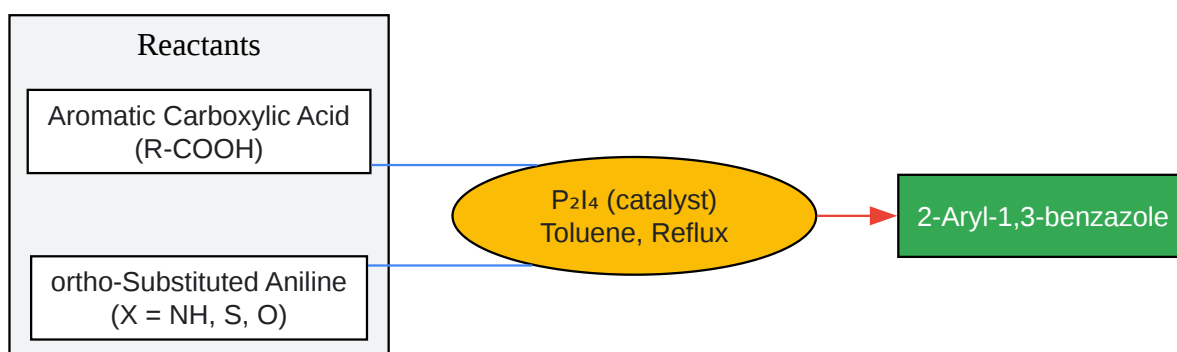 Reactants
Aromatic Carboxylic Acid
(R-COOH)
ortho-Substituted Aniline
(X = NH, S, O)
P₂I₄ (catalyst)
Toluene, Reflux
2-Aryl-1,3-benzazole